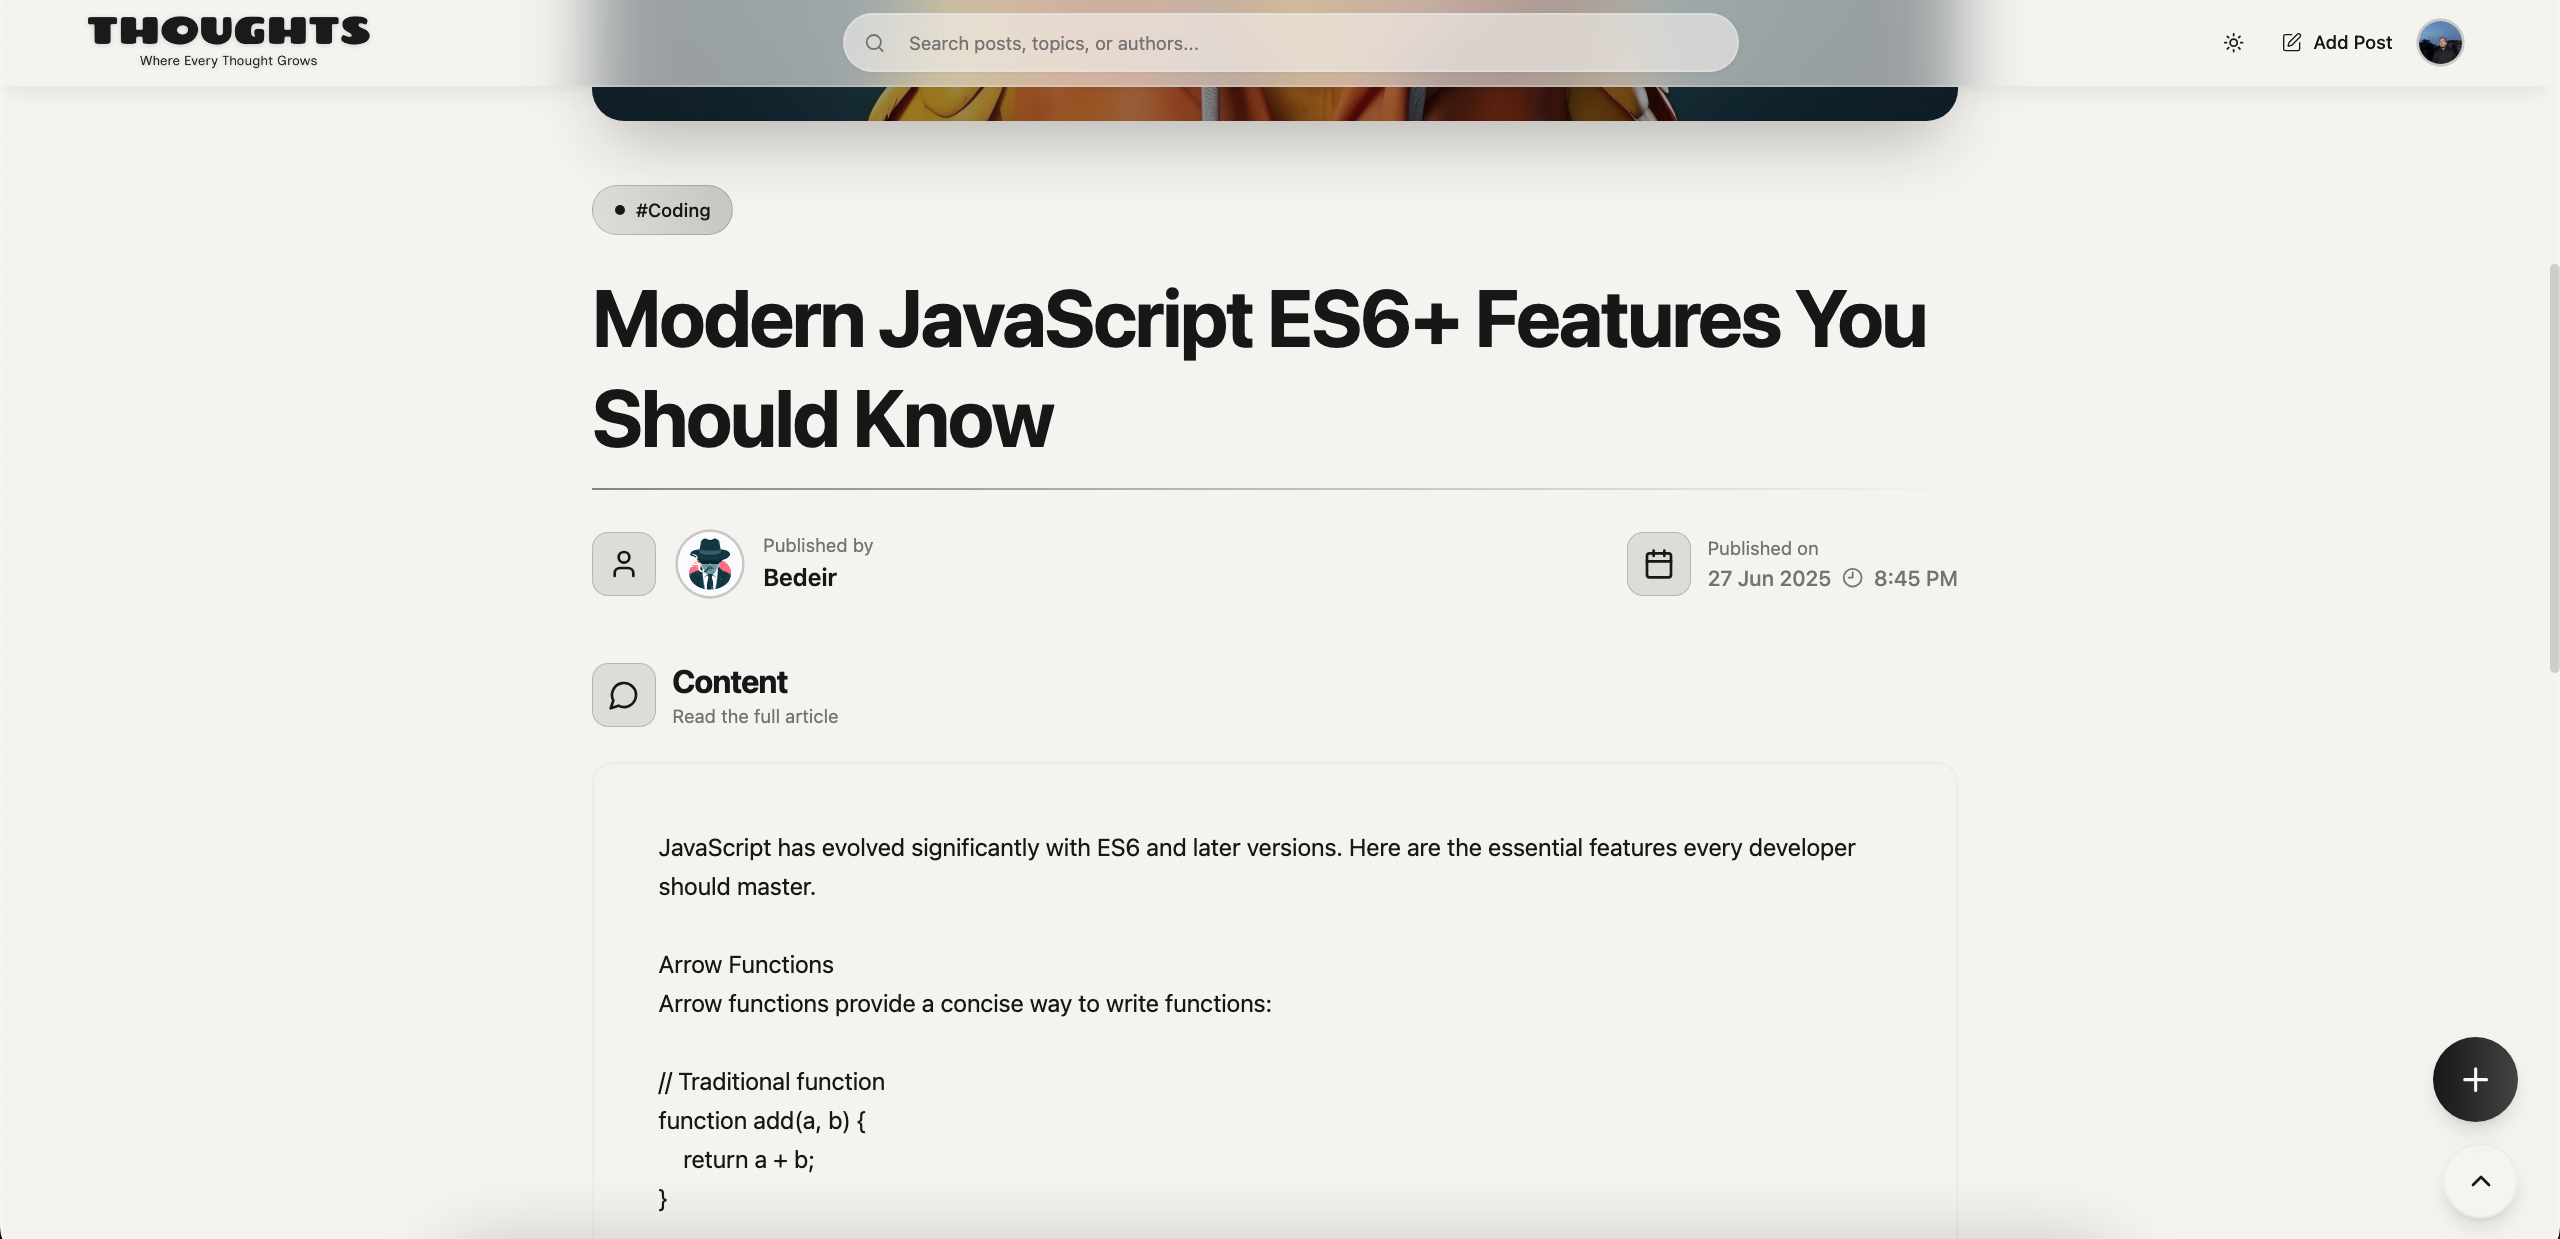 THOUGHTS
Where Every Thought Grows
Search posts, topics, or authors...
Add Post
#Coding
Modern JavaScript ES6+ Features You
Should Know
Published by
Bedeir
Published on
27 Jun 2025 8:45 PM
Content
Read the full article
JavaScript has evolved significantly with ES6 and later versions. Here are the essential features every developer
should master.
Arrow Functions
Arrow functions provide a concise way to write functions:
// Traditional function
function add(a, b) {
    return a + b;
}